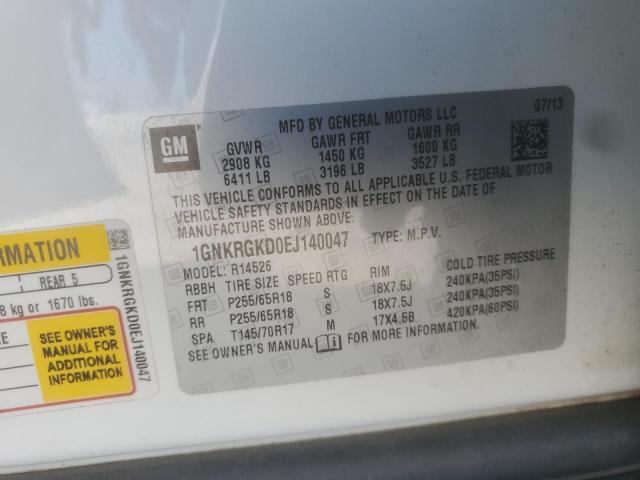 MFD BY GENERAL MOTORS LLC 07/13
GM
GVWR GAWR FRT GAWR RR
2908 KG 1450 KG 1600 KG
6411 LB 3196 LB 3527 LB
THIS VEHICLE CONFORMS TO ALL APPLICABLE U.S. FEDERAL MOTOR
VEHICLE SAFETY STANDARDS IN EFFECT ON THE DATE OF
MANUFACTURE SHOWN ABOVE.
1GNKRGKD0EJ140047 TYPE: M.P.V.
MODEL: R14526
RBBH TIRE SIZE SPEED RTG RIM COLD TIRE PRESSURE
FRT P255/65R18 S 18X7.5J 240KPA(35PSI)
RR P255/65R18 S 18X7.5J 240KPA(35PSI)
SPA T145/70R17 M 17X4.5B 420KPA(60PSI)
SEE OWNER'S MANUAL FOR MORE INFORMATION.
ORMATION
REAR 5
8 kg or 1670 lbs.
SEE OWNER'S
MANUAL FOR
ADDITIONAL
INFORMATION
1GNKRGKD0EJ140047